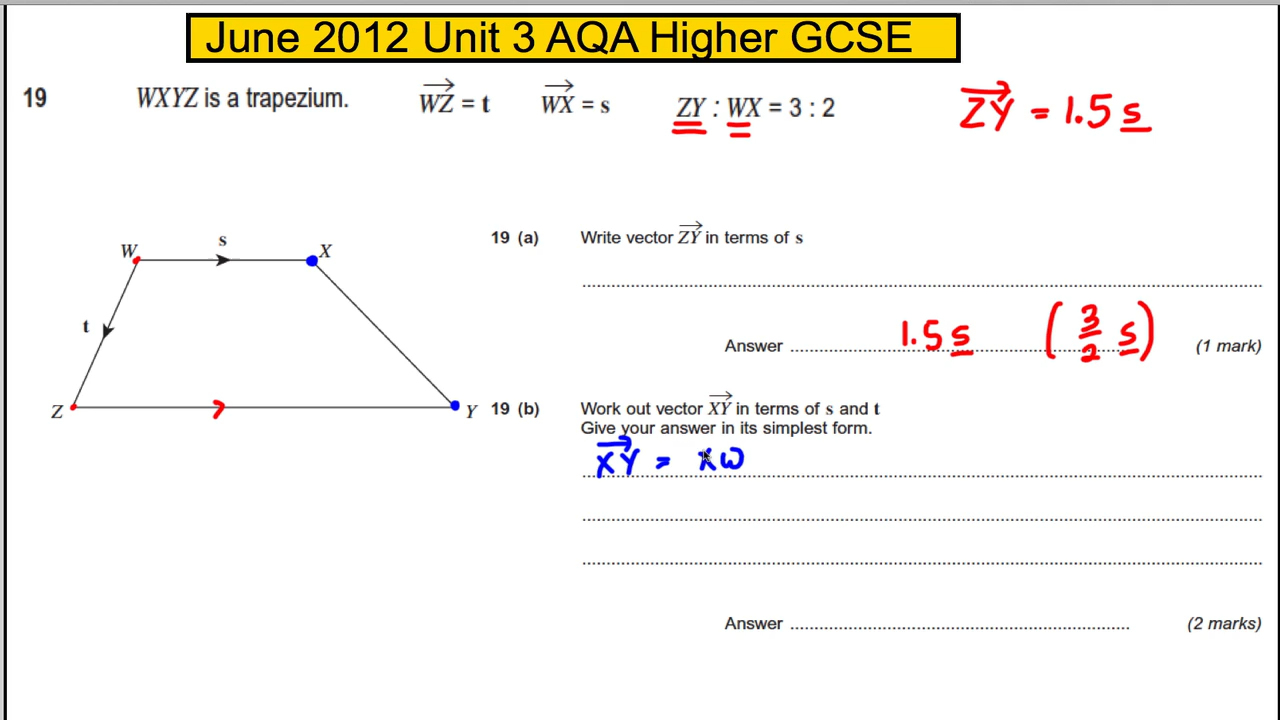 June 2012 Unit 3 AQA Higher GCSE
19 WXYZ is a trapezium. WZ = t WX = s ZY : WX = 3 : 2 ZY = 1.5 s
W s X
t
Z Y
19 (a) Write vector ZY in terms of s
Answer 1.5 s ( 3/2 s ) (1 mark)
19 (b) Work out vector XY in terms of s and t
Give your answer in its simplest form.
XY = XW
Answer (2 marks)